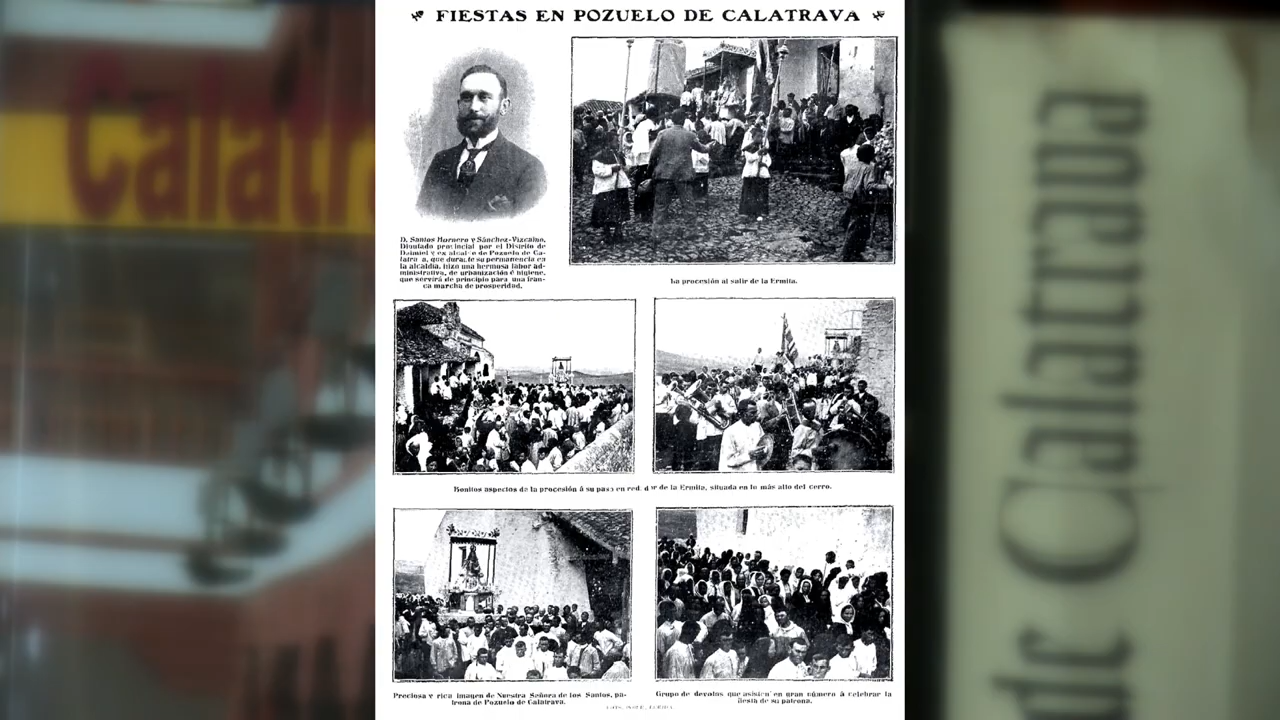 FIESTAS EN POZUELO DE CALATRAVA
D. Santos Hornero y Sánchez-Vizcaíno,
Diputado provincial por el Distrito de
Daimiel y ex alcalde de Pozuelo de Ca-
latrava, que durante su permanencia en
la alcaldía, hizo una hermosa labor ad-
ministrativa, de urbanización é higiene,
que servirá de principio para una fran-
ca marcha de prosperidad.
La procesión al salir de la Ermita.
Bonitos aspectos de la procesión á su paso en red. dor de la Ermita, situada en lo más alto del cerro.
Preciosa y rica imagen de Nuestra Señora de los Santos, pa-
trona de Pozuelo de Calatrava.
Grupo de devotos que asisten en gran número á celebrar la
fiesta de su patrona.
Calatr
Calatrava